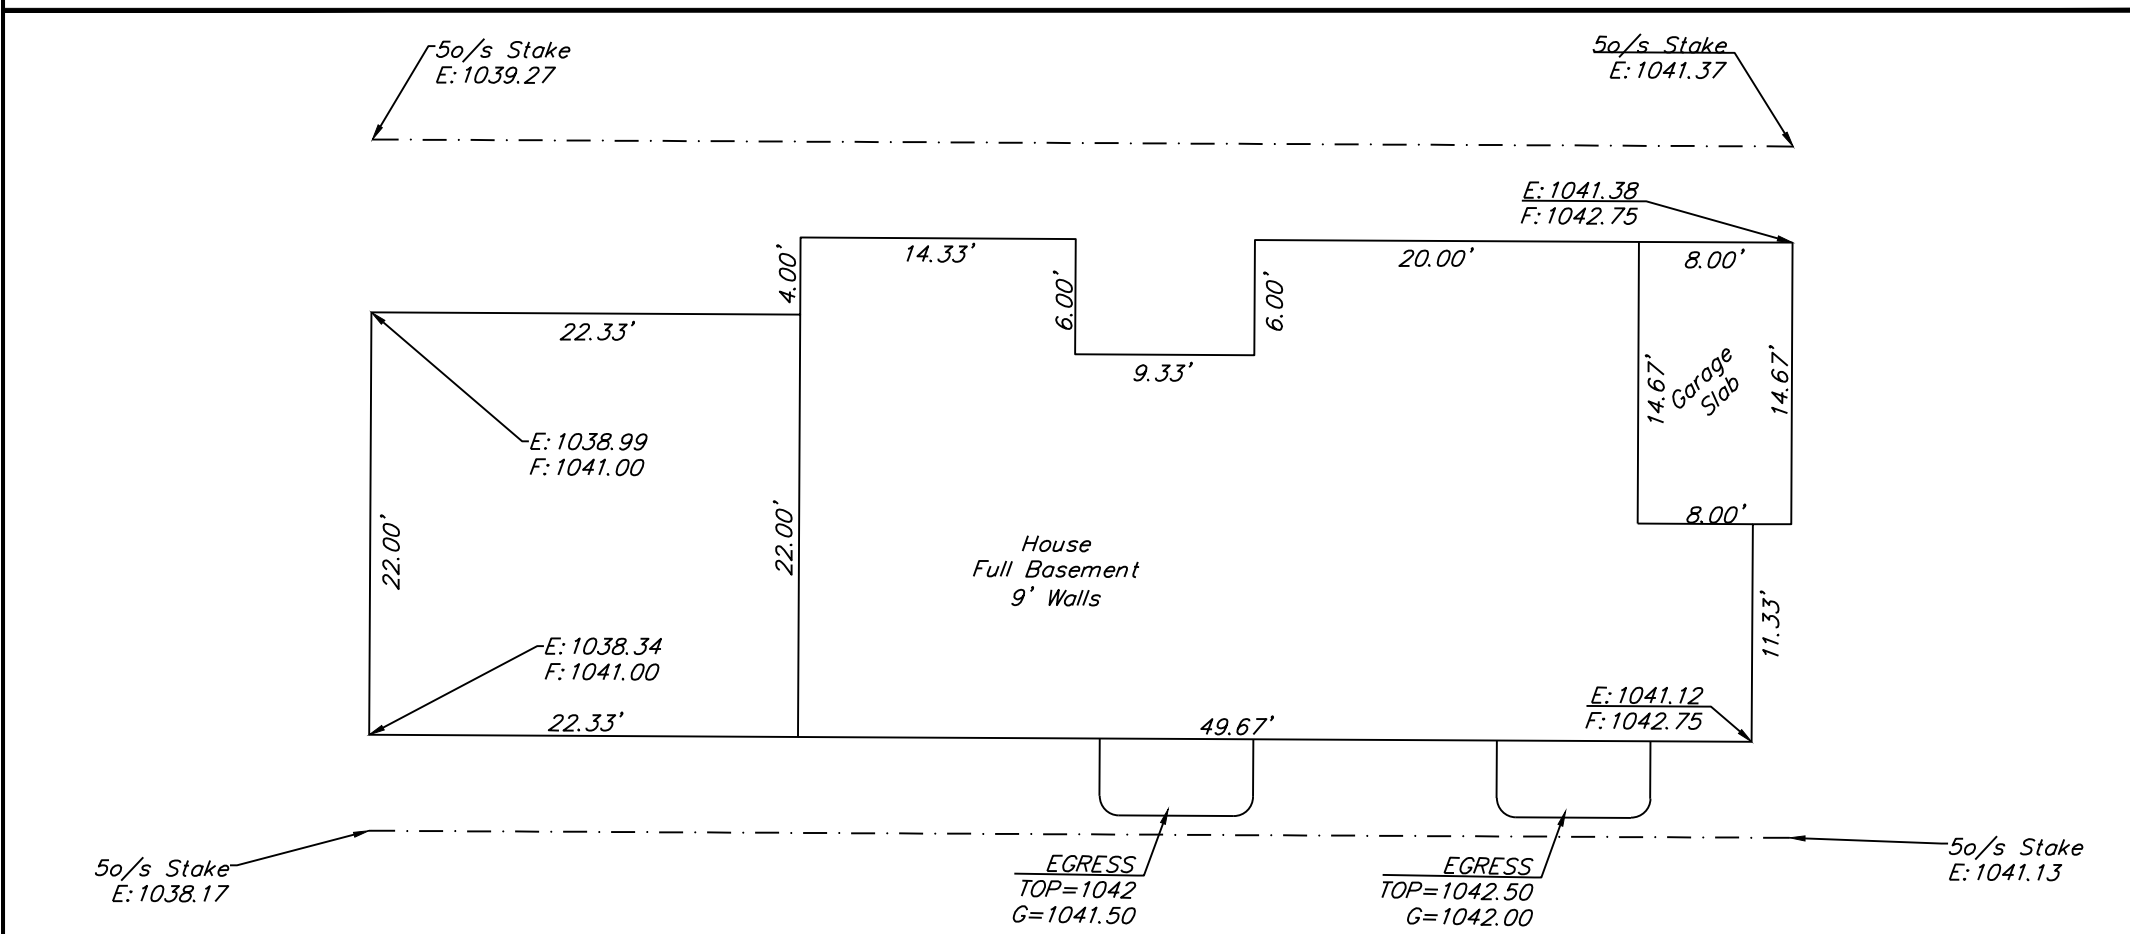 5o/s Stake
E: 1039.27
5o/s Stake
E: 1041.37
E: 1041.38
F: 1042.75
4.00'
14.33'
6.00'
6.00'
20.00'
8.00'
22.33'
9.33'
14.67'
Garage
Slab
14.67'
E: 1038.99
F: 1041.00
22.00'
22.00'
8.00'
House
Full Basement
9' Walls
11.33'
E: 1038.34
F: 1041.00
E: 1041.12
F: 1042.75
22.33'
49.67'
5o/s Stake
E: 1038.17
EGRESS
TOP=1042
G=1041.50
EGRESS
TOP=1042.50
G=1042.00
5o/s Stake
E: 1041.13